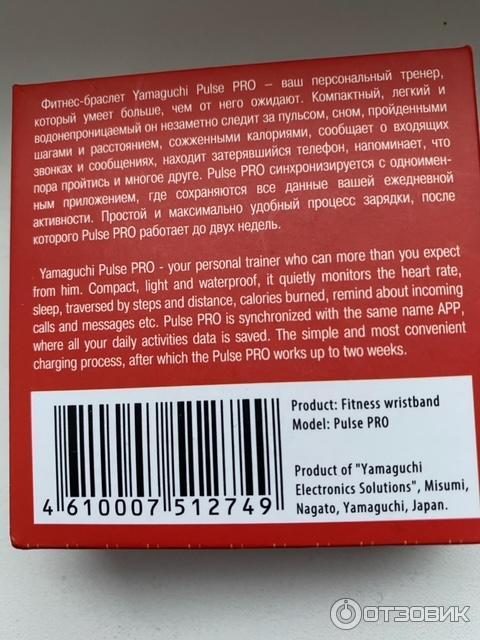 Фитнес-браслет Yamaguchi Pulse PRO – ваш персональный тренер,
который умеет больше, чем от него ожидают. Компактный, легкий и
водонепроницаемый он незаметно следит за пульсом, сном, пройденными
шагами и расстоянием, сожженными калориями, сообщает о входящих
звонках и сообщениях, находит затерявшийся телефон, напоминает, что
пора пройтись и многое друге. Pulse PRO синхронизируется с одноимен-
ным приложением, где сохраняются все данные вашей ежедневной
активности. Простой и максимально удобный процесс зарядки, после
которого Pulse PRO работает до двух недель.
Yamaguchi Pulse PRO - your personal trainer who can more than you expect
from him. Compact, light and waterproof, it quietly monitors the heart rate,
sleep, traversed by steps and distance, calories burned, remind about incoming
calls and messages etc. Pulse PRO is synchronized with the same name APP,
where all your daily activities data is saved. The simple and most convenient
charging process, after which the Pulse PRO works up to two weeks.
Product: Fitness wristband
Model: Pulse PRO
Product of "Yamaguchi
Electronics Solutions", Misumi,
Nagato, Yamaguchi, Japan.
4 610007 512749
ОТЗОВИК